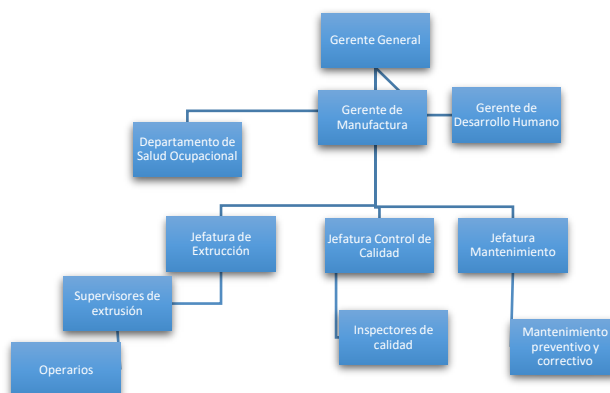 Gerente General
Gerente de
Manufactura
Gerente de
Desarrollo Humano
Departamento de
Salud Ocupacional
Jefatura de
Extrucción
Jefatura Control de
Calidad
Jefatura
Mantenimiento
Supervisores de
extrusión
Inspectores de
calidad
Mantenimiento
preventivo y
correctivo
Operarios